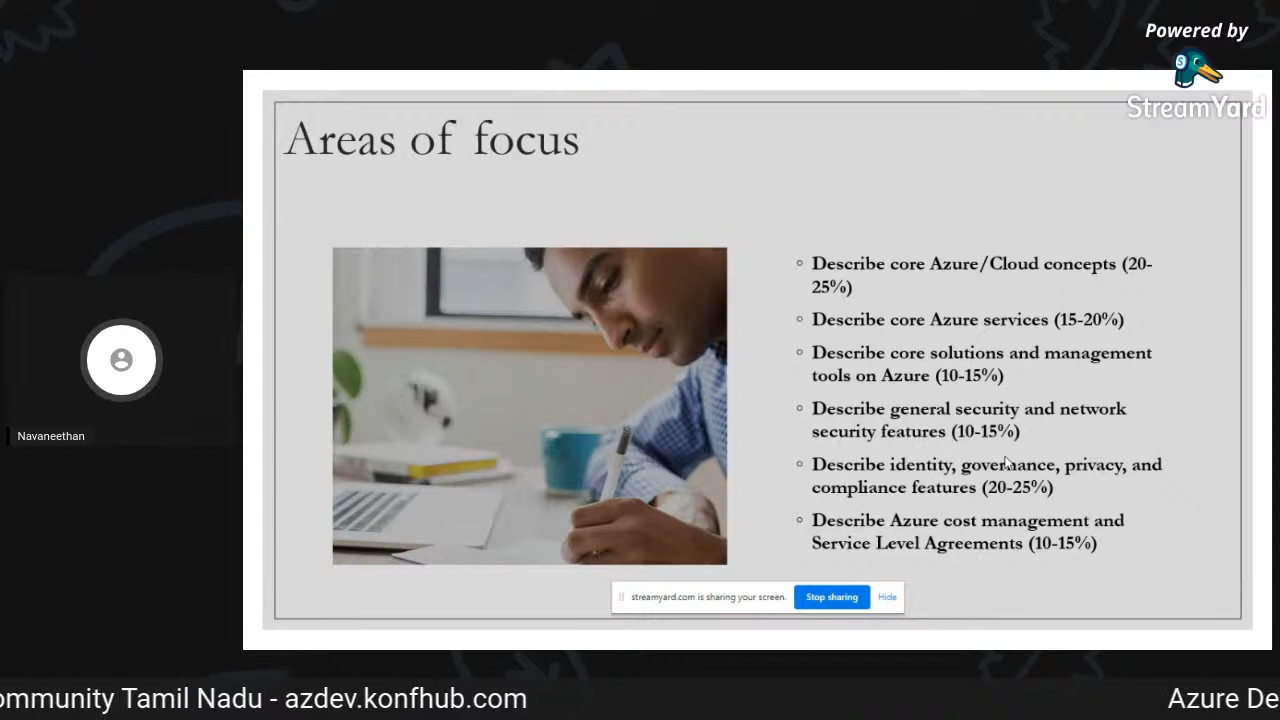 Powered by
StreamYard
Areas of focus
Describe core Azure/Cloud concepts (20-
25%)
Describe core Azure services (15-20%)
Describe core solutions and management
tools on Azure (10-15%)
Describe general security and network
security features (10-15%)
Describe identity, governance, privacy, and
compliance features (20-25%)
Describe Azure cost management and
Service Level Agreements (10-15%)
Navaneethan
streamyard.com is sharing your screen.
Stop sharing
Hide
ommunity Tamil Nadu - azdev.konfhub.com
Azure De